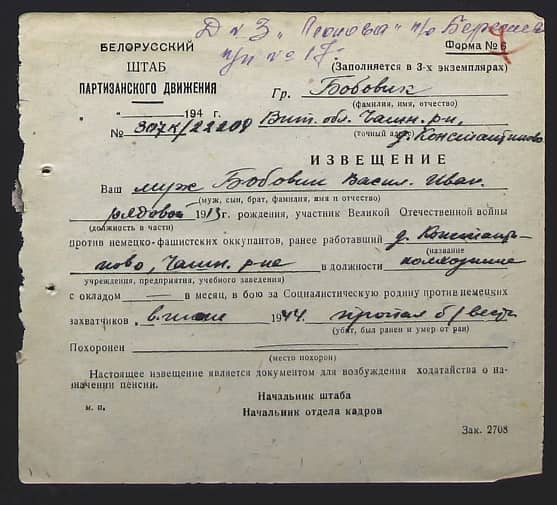 Д N 3 "Леонова" п/о Берешев
п/п № 17
БЕЛОРУССКИЙ
ШТАБ
ПАРТИЗАНСКОГО ДВИЖЕНИЯ
Форма № 6
(Заполняется в 3-х экземплярах)
" " 194 г.
Гр. Бобовик
(фамилия, имя, отчество)
№ 307к/22208
Вит. обл. Чашн. р-н,
(точный адрес)
д. Константиново
ИЗВЕЩЕНИЕ
Ваш муж Бобовик Васил. Иван.
(муж, сын, брат, фамилия, имя и отчество)
рядовой 1913 г. рождения, участник Великой Отечественной войны
(должность в части)
против немецко-фашистских оккупантов, ранее работавший д. Констант-
(название
ново, Чашн. р-не в должности колхозник
учреждения, предприятия, учебного заведения)
с окладом — в месяц, в бою за Социалистическую родину против немецких
захватчиков в июне 1944 г. пропал б/вести
(убит, был ранен и умер от ран)
Похоронен
(место похорон)
Настоящее извещение является документом для возбуждения ходатайства о на-
значении пенсии.
Начальник штаба
м. п.
Начальник отдела кадров
Зак. 2708